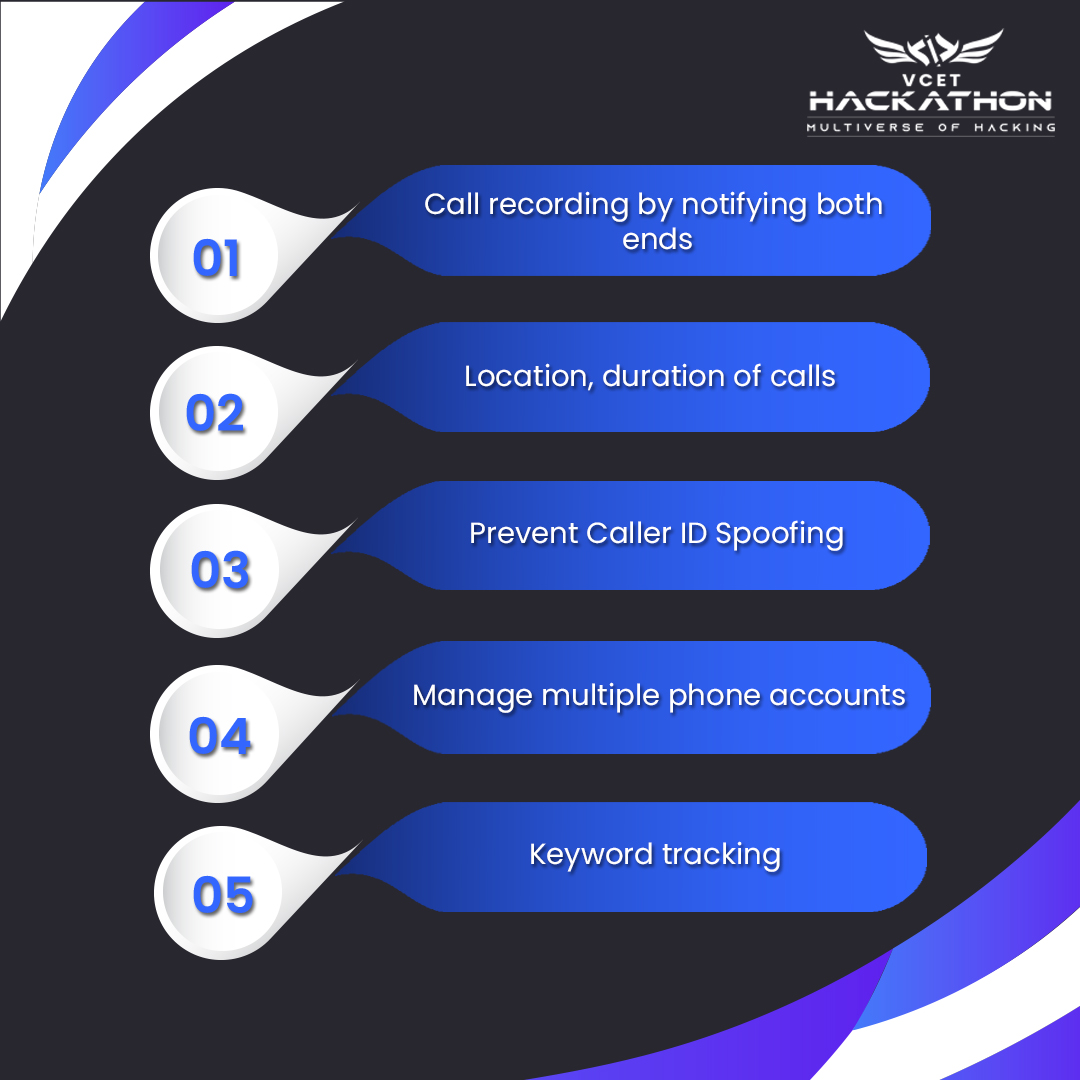 VCET
HACKATHON
MULTIVERSE OF HACKING
01
Call recording by notifying both
ends
02
Location, duration of calls
03
Prevent Caller ID Spoofing
04
Manage multiple phone accounts
05
Keyword tracking